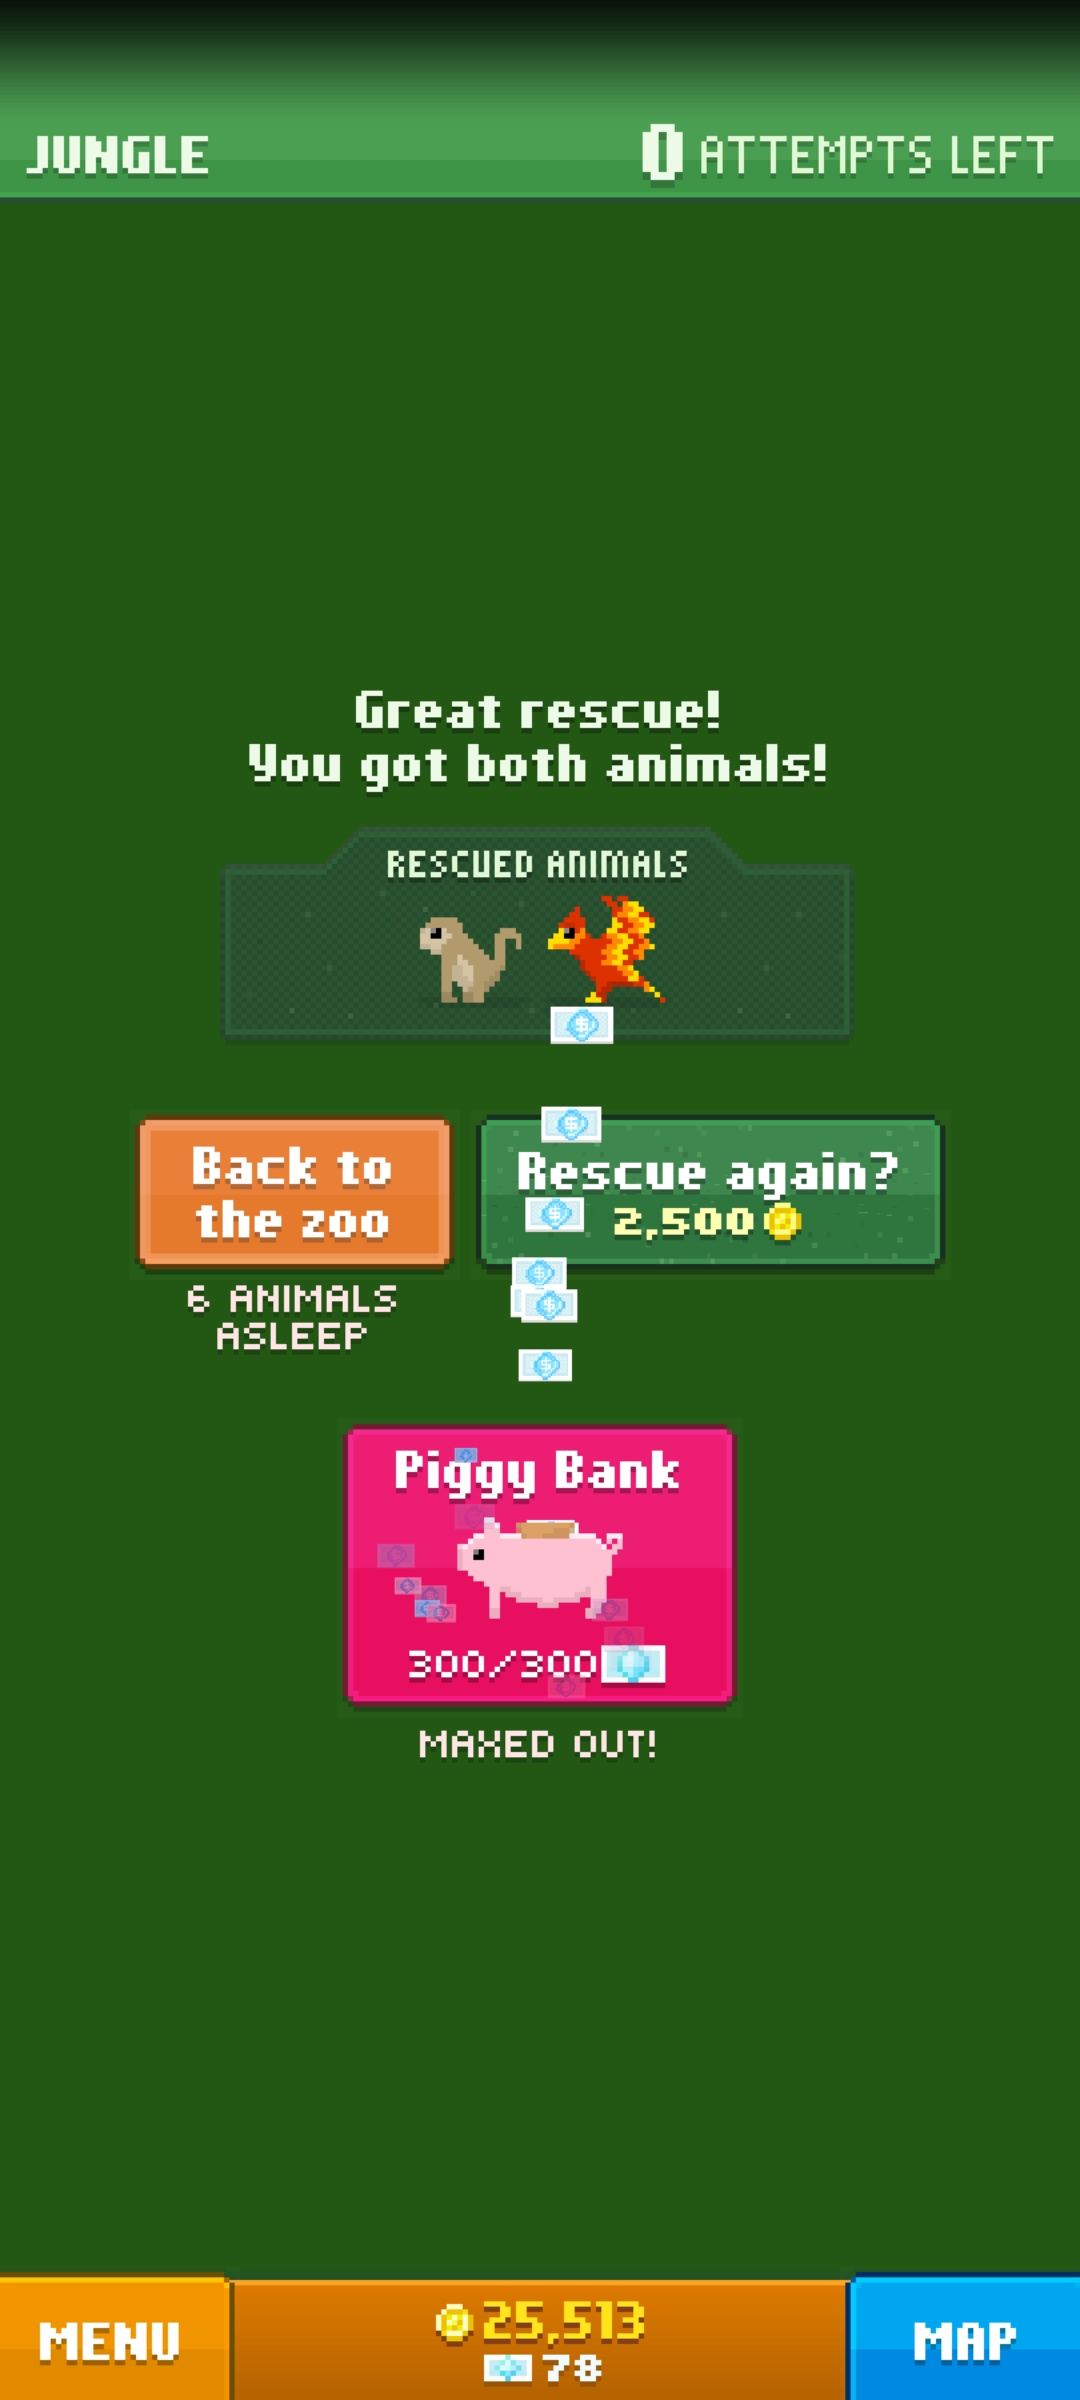 JUNGLE
0 ATTEMPTS LEFT
Great rescue!
You got both animals!
RESCUED ANIMALS
Back to
the zoo
Rescue again?
2,500
6 ANIMALS
ASLEEP
Piggy Bank
300/300
MAXED OUT!
MENU
25,513
78
MAP